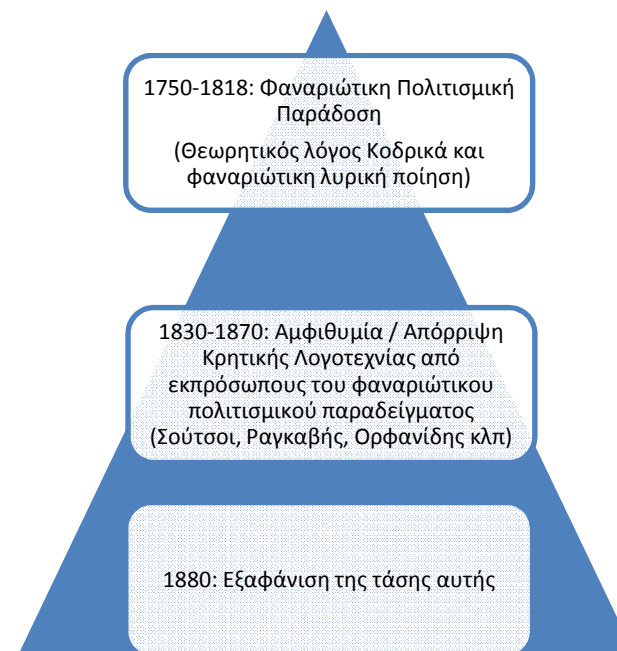 1750-1818: Φαναριώτικη Πολιτισμική
Παράδοση
(Θεωρητικός λόγος Κοδρικά και
φαναριώτικη λυρική ποίηση)
1830-1870: Αμφιθυμία / Απόρριψη
Κρητικής Λογοτεχνίας από
εκπρόσωπους του φαναριώτικου
πολιτισμικού παραδείγματος
(Σούτσοι, Ραγκαβής, Ορφανίδης κλπ)
1880: Εξαφάνιση της τάσης αυτής